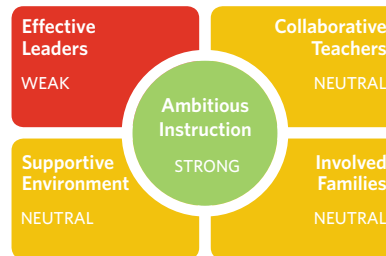 Effective
Leaders
WEAK
Collaborative
Teachers
NEUTRAL
Ambitious
Instruction
STRONG
Supportive
Environment
NEUTRAL
Involved
Families
NEUTRAL